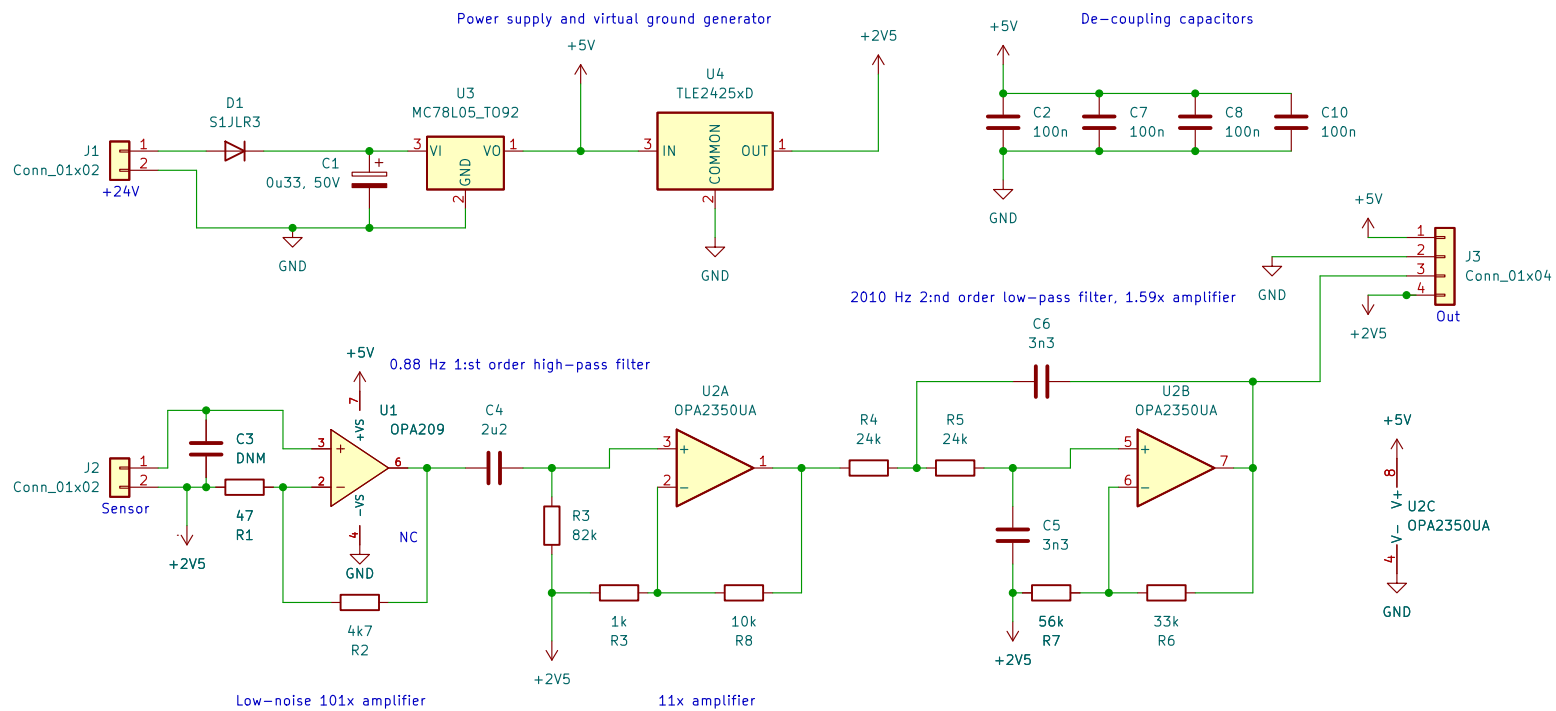 Power supply and virtual ground generator
De-coupling capacitors
+5V
+2V5
+5V
D1
S1JLR3
J1
Conn_01x02
+24V
1
2
C1
0u33, 50V
+
U3
MC78L05_TO92
3
VI
VO
1
GND
2
GND
U4
TLE2425xD
3
IN
OUT
1
COMMON
2
GND
C2
100n
C7
100n
C8
100n
C10
100n
GND
+5V
1
2
3
4
J3
Conn_01x04
GND
+2V5
Out
2010 Hz 2:nd order low-pass filter, 1.59x amplifier
C6
3n3
0.88 Hz 1:st order high-pass filter
+5V
7
+VS
U1
OPA209
3
+
2
-
6
-VS
4
GND
NC
J2
Conn_01x02
Sensor
1
2
C3
DNM
47
R1
+2V5
4k7
R2
C4
2u2
R3
82k
U2A
OPA2350UA
3
+
2
-
1
1k
R3
10k
R8
+2V5
R4
24k
R5
24k
C5
3n3
U2B
OPA2350UA
5
+
6
-
7
56k
R7
33k
R6
+2V5
+5V
8
V+
U2C
OPA2350UA
V-
4
GND
Low-noise 101x amplifier
11x amplifier